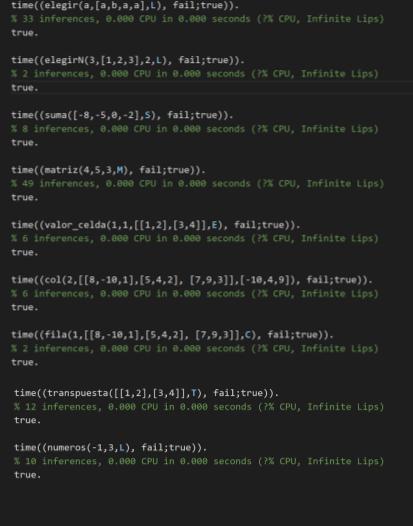 time((elegir(a,[a,b,a,a],L), fail;true)).
% 33 inferences, 0.000 CPU in 0.000 seconds (?% CPU, Infinite Lips)
true.
time((elegirN(3,[1,2,3],2,L), fail;true)).
% 2 inferences, 0.000 CPU in 0.000 seconds (?% CPU, Infinite Lips)
true.
time((suma([-8,-5,0,-2],S), fail;true)).
% 8 inferences, 0.000 CPU in 0.000 seconds (?% CPU, Infinite Lips)
true.
time((matriz(4,5,3,M), fail;true)).
% 49 inferences, 0.000 CPU in 0.000 seconds (?% CPU, Infinite Lips)
true.
time((valor_celda(1,1,[[1,2],[3,4]],E), fail;true)).
% 6 inferences, 0.000 CPU in 0.000 seconds (?% CPU, Infinite Lips)
true.
time((col(2,[[8,-10,1],[5,4,2], [7,9,3]],[-10,4,9]), fail;true)).
% 6 inferences, 0.000 CPU in 0.000 seconds (?% CPU, Infinite Lips)
true.
time((fila(1,[[8,-10,1],[5,4,2], [7,9,3]],C), fail;true)).
% 2 inferences, 0.000 CPU in 0.000 seconds (?% CPU, Infinite Lips)
true.
time((transpuesta([[1,2],[3,4]],T), fail;true)).
% 12 inferences, 0.000 CPU in 0.000 seconds (?% CPU, Infinite Lips)
true.
time((numeros(-1,3,L), fail;true)).
% 10 inferences, 0.000 CPU in 0.000 seconds (?% CPU, Infinite Lips)
true.